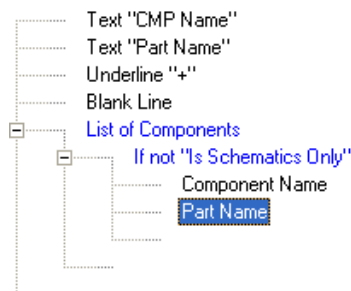 Text "CMP Name"
Text "Part Name"
Underline "+"
Blank Line
List of Components
If not "Is Schematics Only"
Component Name
Part Name